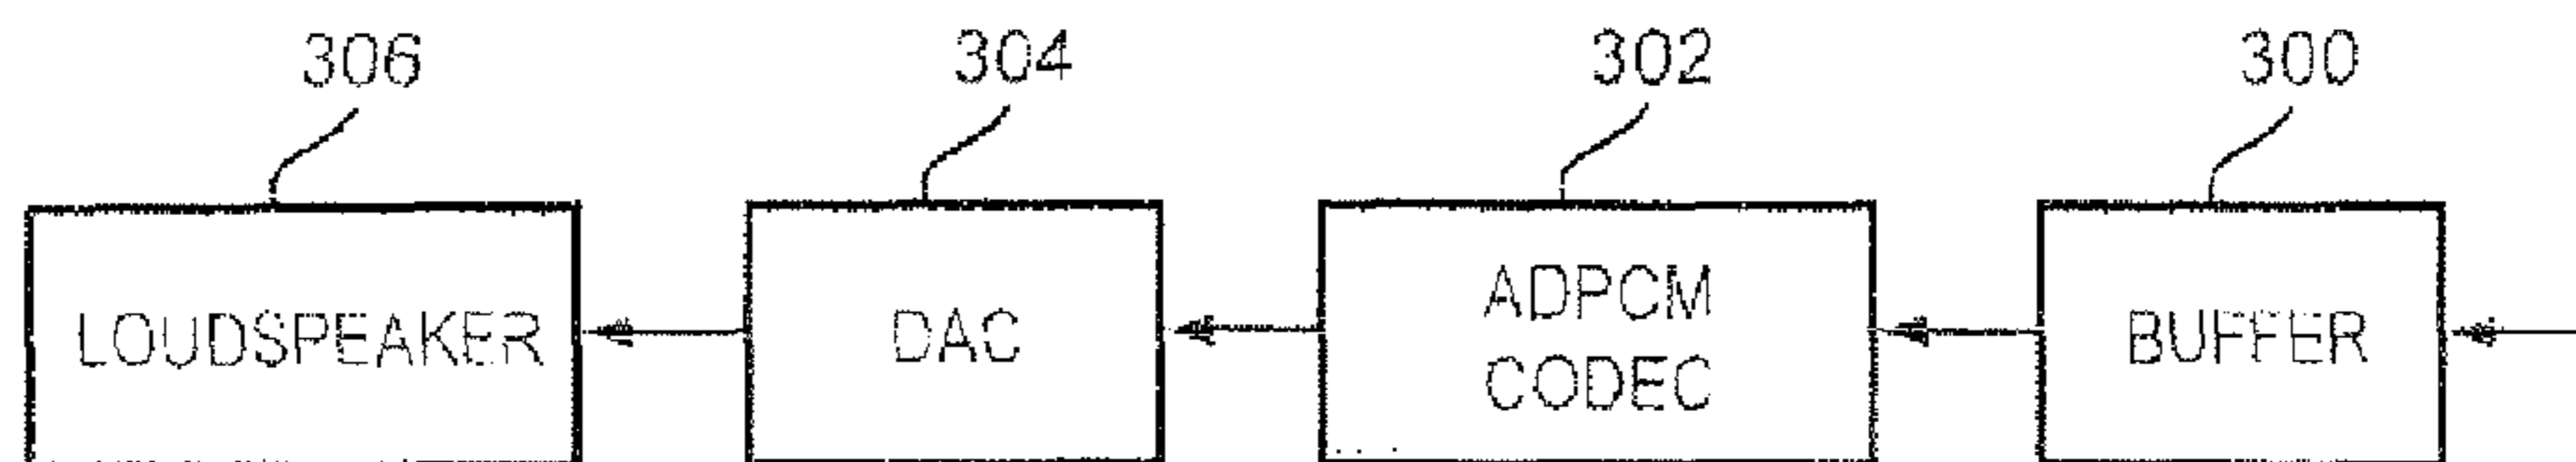 306
304
302
300
LOUDSPEAKER
DAC
ADPCM
CODEC
BUFFER